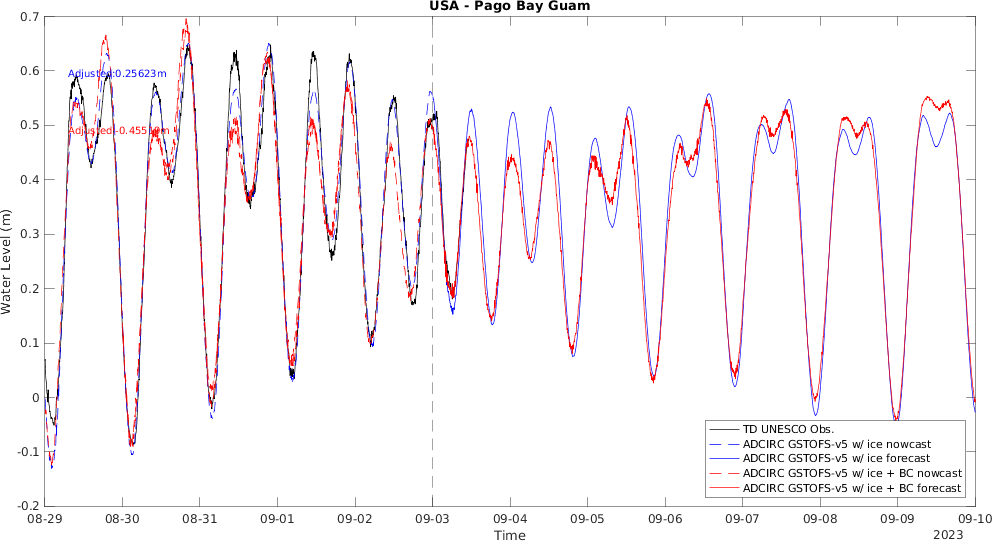 USA - Pago Bay Guam
0.7
0.6
0.5
0.4
0.3
0.2
0.1
0
-0.1
-0.2
Water Level (m)
Adjusted:0.25623m
08-29
08-30
08-31
09-01
09-02
09-03
09-04
09-05
09-06
09-07
09-08
09-09
09-10
Time
2023
TD UNESCO Obs.
ADCIRC GSTOFS-v5 w/ ice nowcast
ADCIRC GSTOFS-v5 w/ ice forecast
ADCIRC GSTOFS-v5 w/ ice + BC nowcast
ADCIRC GSTOFS-v5 w/ ice + BC forecast